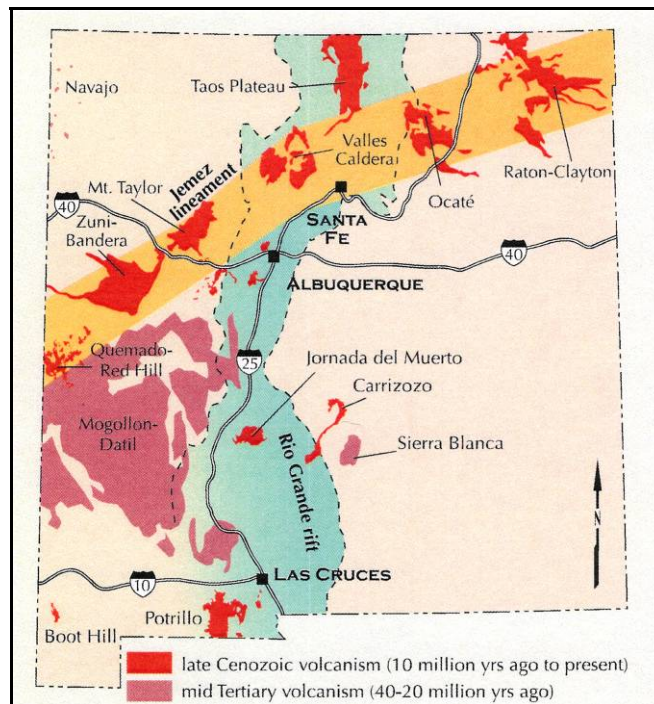 Navajo
Taos Plateau
Valles
Caldera
Mt. Taylor
Jemez
lineament
Ocaté
Raton-Clayton
40
Zuni-
Bandera
SANTA
FE
40
ALBUQUERQUE
Quemado-
Red Hill
25
Jornada del Muerto
Carrizozo
Mogollon-
Datil
Sierra Blanca
Rio Grande rift
N
10
LAS CRUCES
Potrillo
Boot Hill
late Cenozoic volcanism (10 million yrs ago to present)
mid Tertiary volcanism (40-20 million yrs ago)